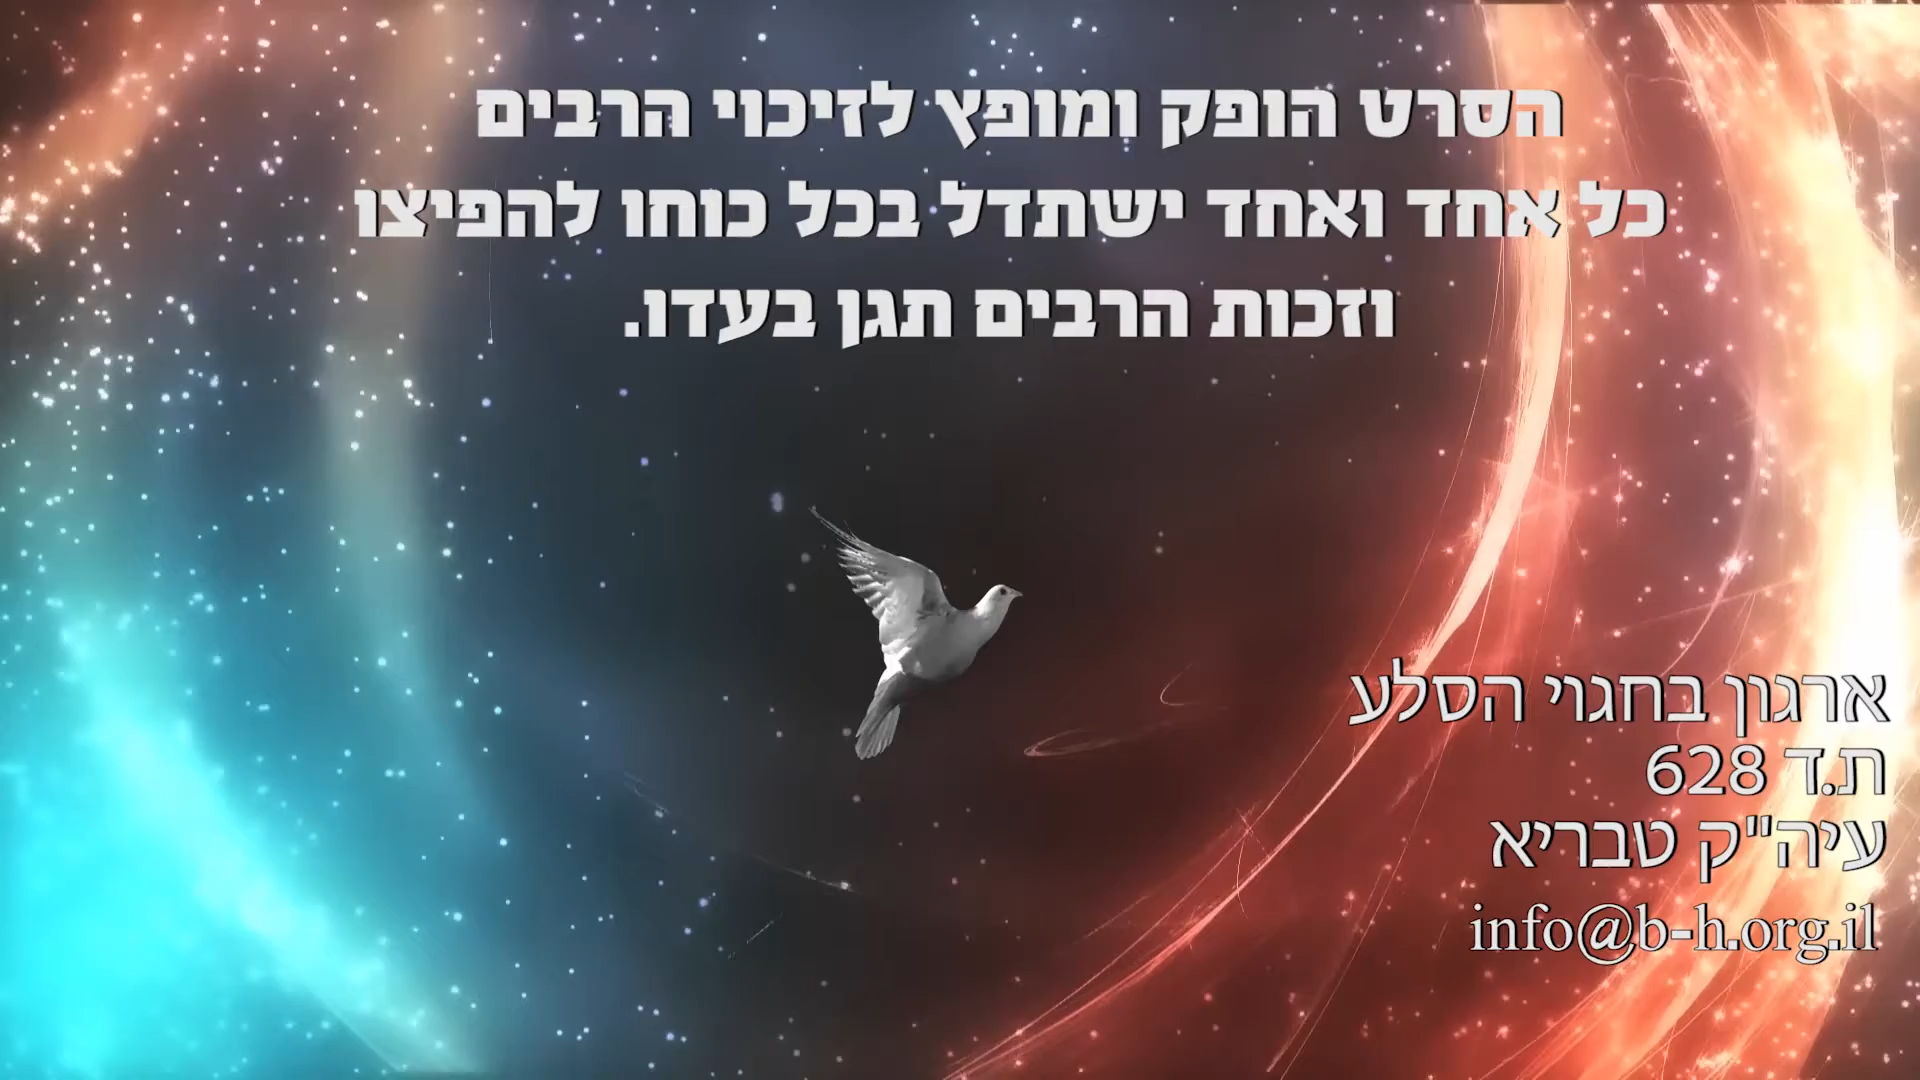 הסרט הופק ומופץ לזיכוי הרבים
כל אחד ואחד ישתדל בכל כוחו להפיצו
וזכות הרבים תגן בעדו.
ארגון בחגוי הסלע
ת.ד 628
עיה"ק טבריא
info@b-h.org.il